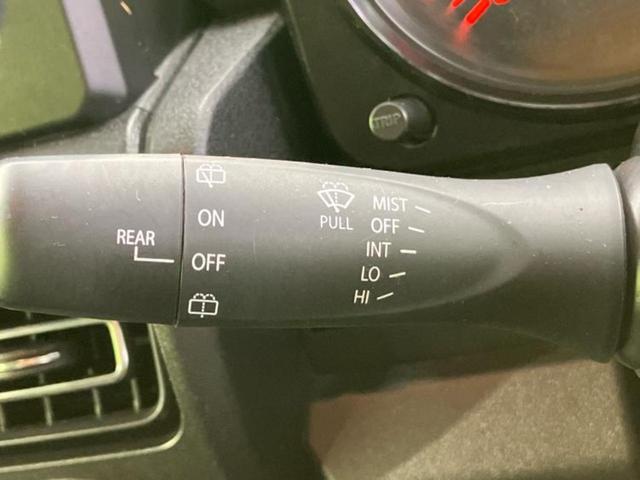 TRIP
ON
REAR
OFF
PULL
MIST
OFF
INT
LO
HI